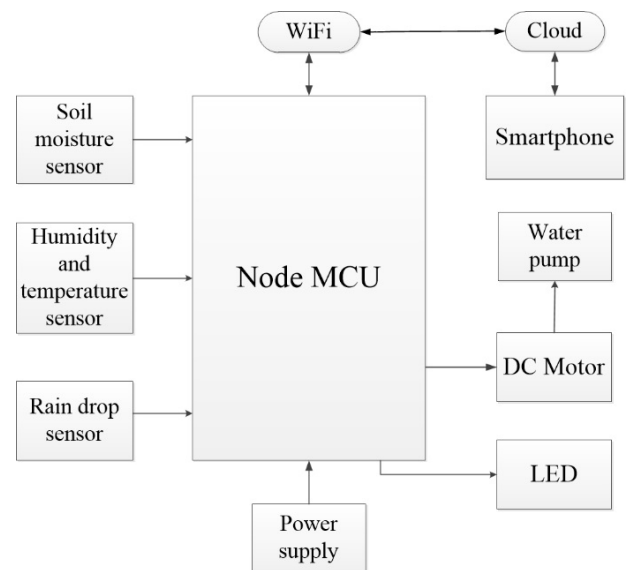 WiFi
Cloud
Soil
moisture
sensor
Smartphone
Humidity
and
temperature
sensor
Node MCU
Water
pump
DC Motor
Rain drop
sensor
LED
Power
supply